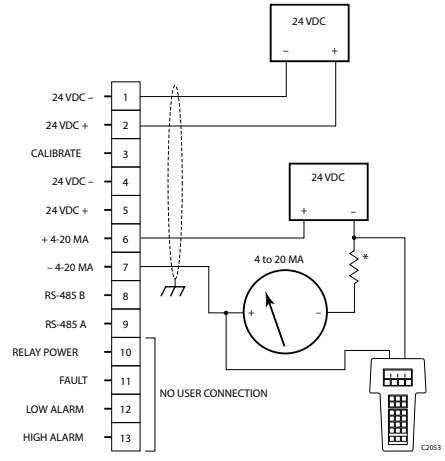 24 VDC
– +
24 VDC – 1
24 VDC + 2
CALIBRATE 3
24 VDC – 4
24 VDC + 5
24 VDC
+ –
+ 4-20 MA 6
– 4-20 MA 7
4 to 20 MA
*
+ –
RS-485 B 8
RS-485 A 9
RELAY POWER 10
FAULT 11
NO USER CONNECTION
LOW ALARM 12
HIGH ALARM 13
C2053